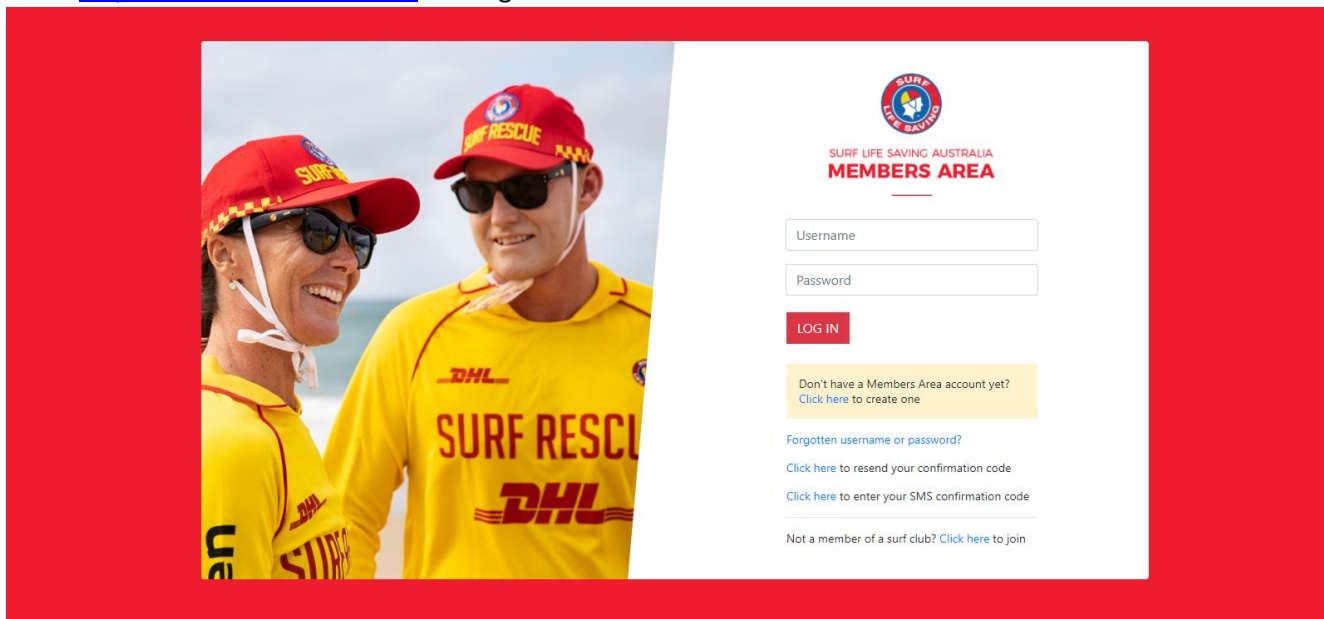 SURF
LIFE SAVING
SURF LIFE SAVING AUSTRALIA
MEMBERS AREA
Username
Password
LOG IN
Don't have a Members Area account yet?
Click here to create one
Forgotten username or password?
Click here to resend your confirmation code
Click here to enter your SMS confirmation code
Not a member of a surf club? Click here to join
SURF RESCUE
SURF
DHL
SURF RESCU
DHL
DHL
SURF
en